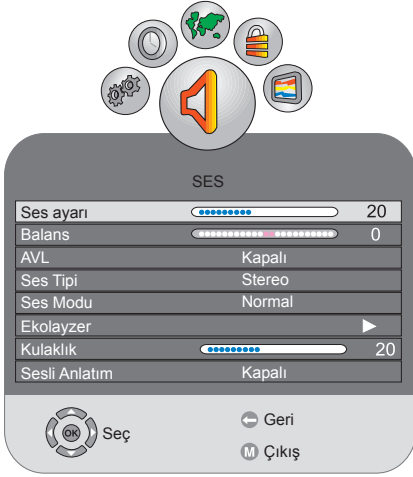 SES
Ses ayarı 20
Balans 0
AVL Kapalı
Ses Tipi Stereo
Ses Modu Normal
Ekolayzer
Kulaklık 20
Sesli Anlatım Kapalı
OK Seç
Geri
M Çıkış